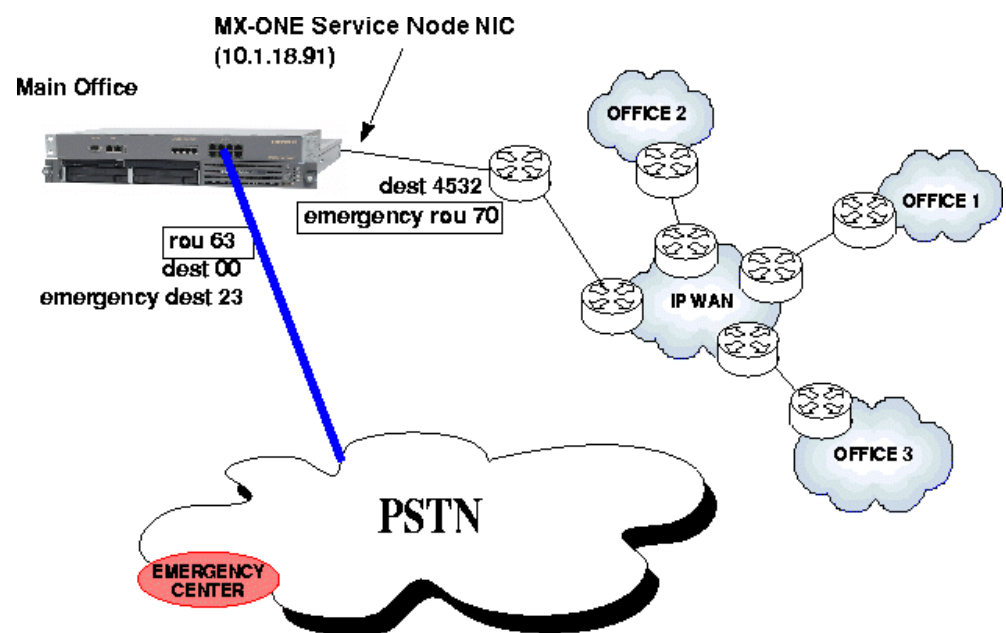 MX-ONE Service Node NIC
(10.1.18.91)
Main Office
OFFICE 2
dest 4532
emergency rou 70
OFFICE 1
rou 63
dest 00
emergency dest 23
IP WAN
OFFICE 3
PSTN
EMERGENCY
CENTER